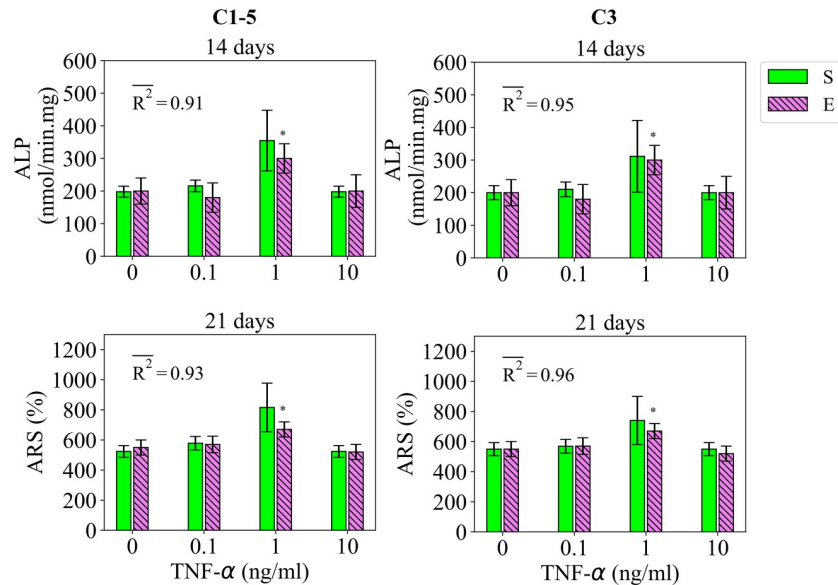 C1-5
C3
14 days
14 days
S
E
ALP
(nmol/min.mg)
600
500
400
300
200
100
0
R² = 0.91
*
0 0.1 1 10
ALP
(nmol/min.mg)
600
500
400
300
200
100
0
R² = 0.95
*
0 0.1 1 10
21 days
21 days
ARS (%)
1200
1000
800
600
400
200
0
R² = 0.93
*
0 0.1 1 10
TNF-α (ng/ml)
ARS (%)
1200
1000
800
600
400
200
0
R² = 0.96
*
0 0.1 1 10
TNF-α (ng/ml)